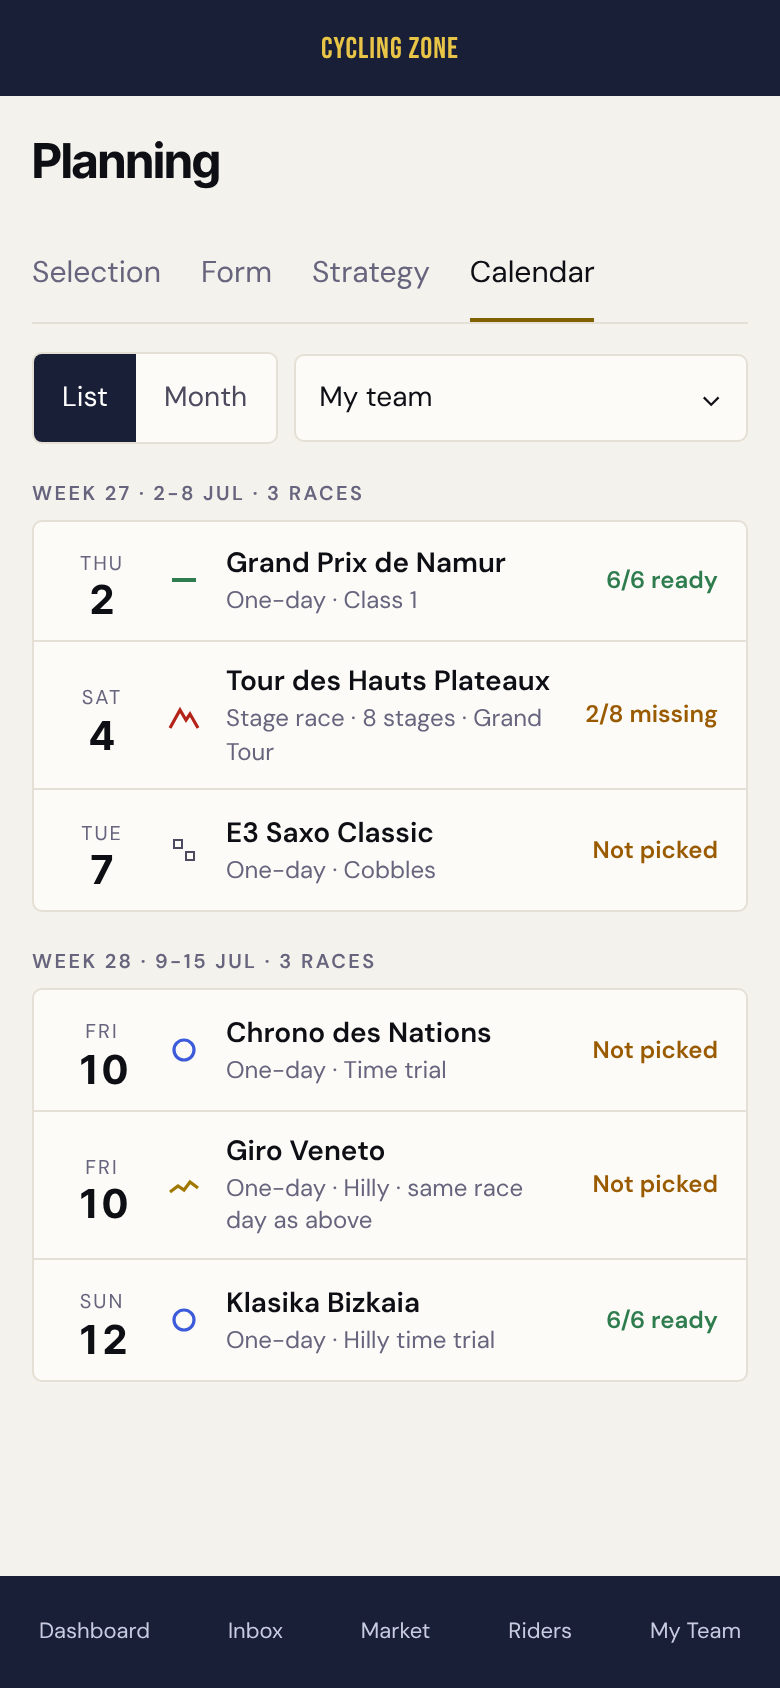 CYCLING ZONE
Planning
Selection Form Strategy Calendar
List Month My team
WEEK 27 · 2–8 JUL · 3 RACES
THU
2
Grand Prix de Namur
One-day · Class 1
6/6 ready
SAT
4
Tour des Hauts Plateaux
Stage race · 8 stages · Grand
Tour
2/8 missing
TUE
7
E3 Saxo Classic
One-day · Cobbles
Not picked
WEEK 28 · 9–15 JUL · 3 RACES
FRI
10
Chrono des Nations
One-day · Time trial
Not picked
FRI
10
Giro Veneto
One-day · Hilly · same race
day as above
Not picked
SUN
12
Klasika Bizkaia
One-day · Hilly time trial
6/6 ready
Dashboard Inbox Market Riders My Team